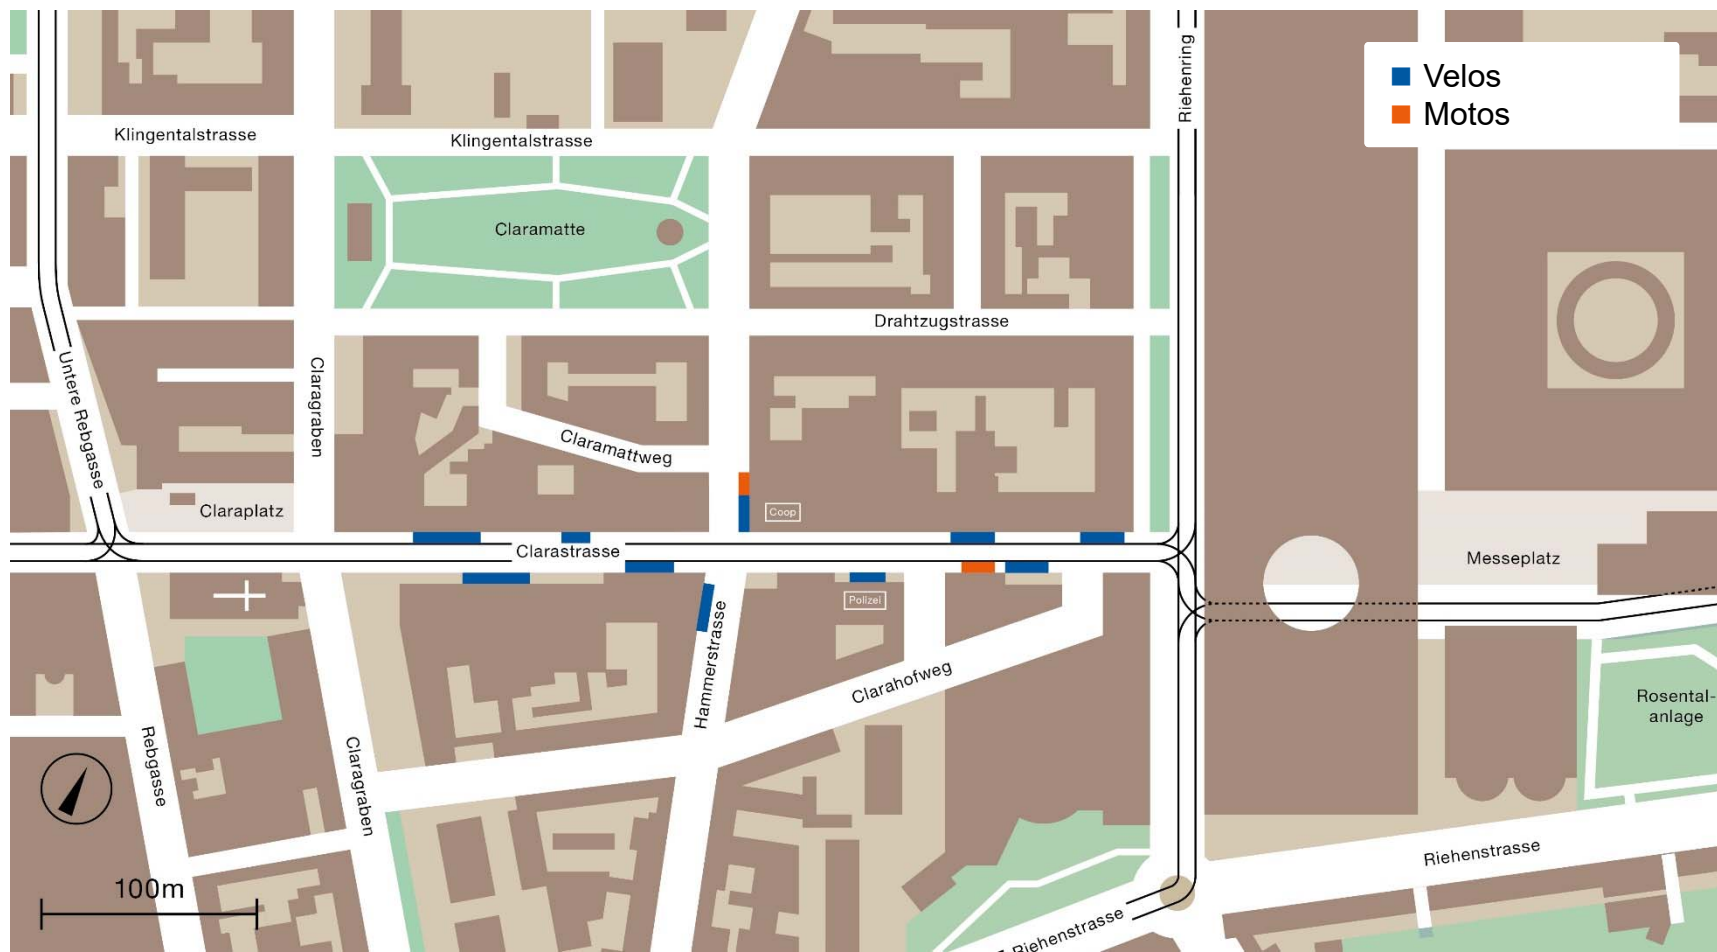 Riehenring
Velos
Motos
Klingentalstrasse
Klingentalstrasse
Claramatte
Drahtzugstrasse
Untere Rebgasse
Claragraben
Claramattweg
Claraplatz
Coop
Clarastrasse
Messeplatz
Polizei
Hammerstrasse
Clarahofweg
Rosental-
anlage
Rebgasse
Claragraben
Riehenstrasse
100m
Riehenstrasse